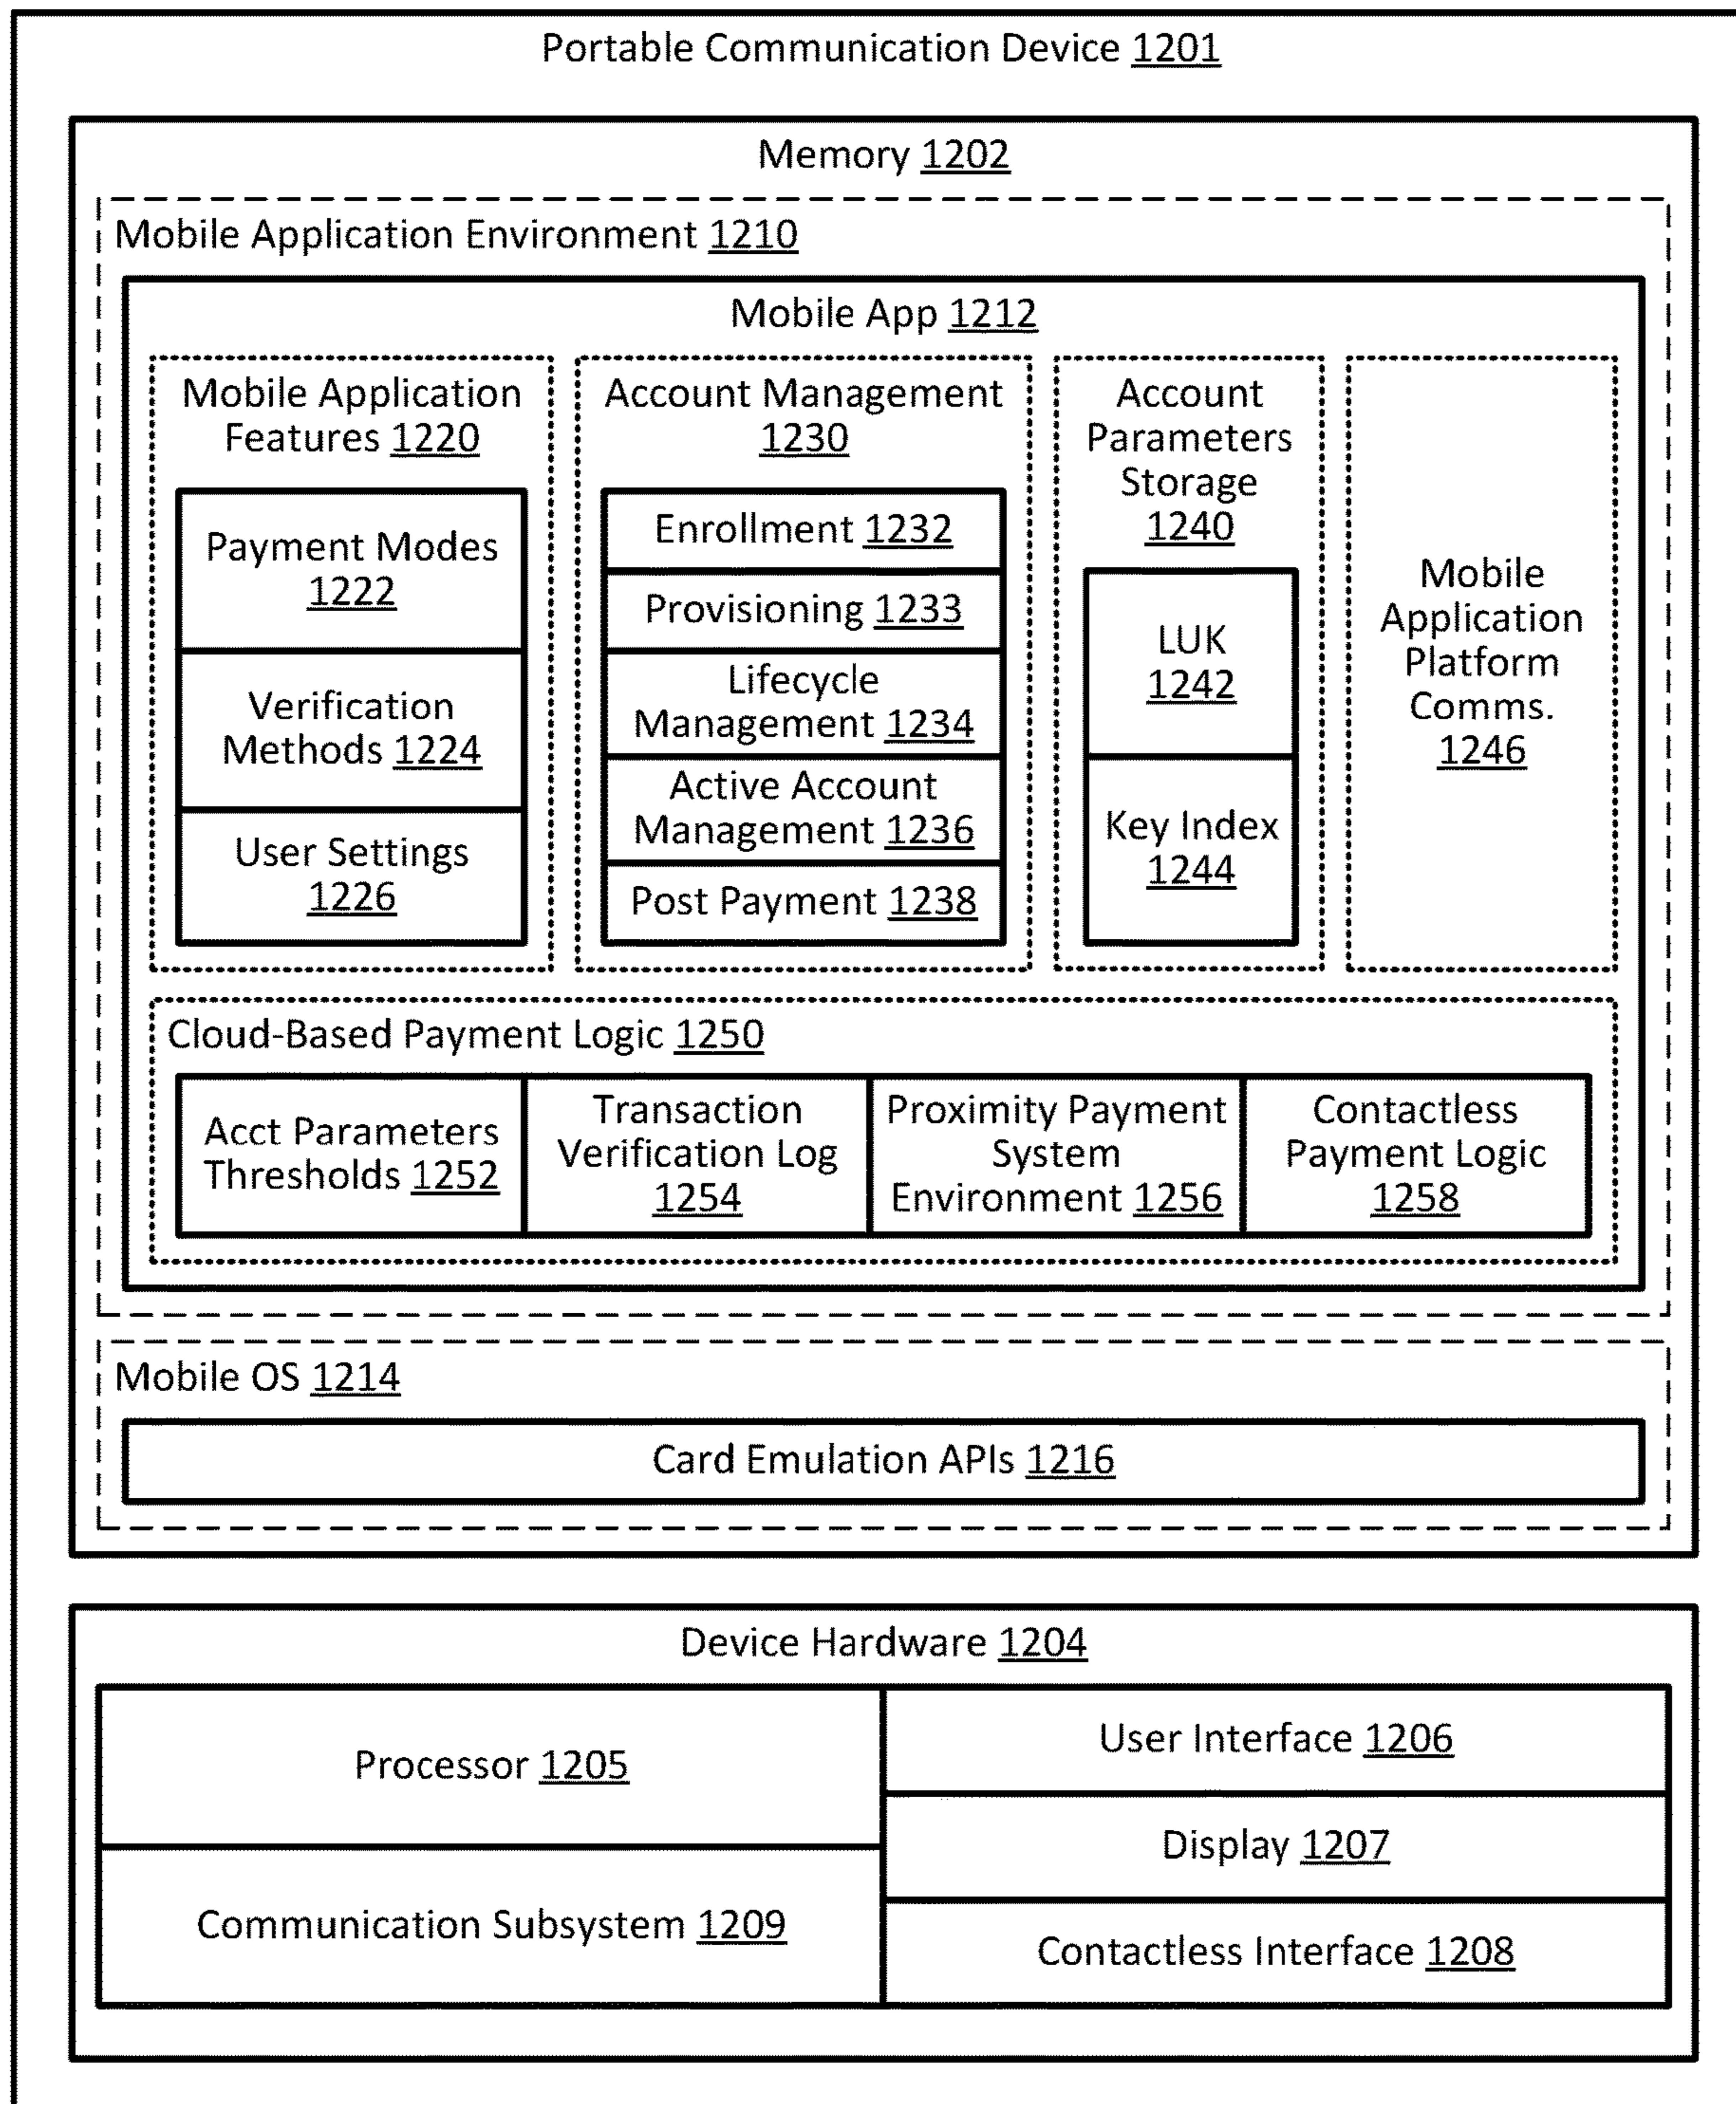 Portable Communication Device 1201
Memory 1202
Mobile Application Environment 1210
Mobile App 1212
Mobile Application
Features 1220
Payment Modes
1222
Verification
Methods 1224
User Settings
1226
Account Management
1230
Enrollment 1232
Provisioning 1233
Lifecycle
Management 1234
Active Account
Management 1236
Post Payment 1238
Account
Parameters
Storage
1240
LUK
1242
Key Index
1244
Mobile
Application
Platform
Comms.
1246
Cloud-Based Payment Logic 1250
Acct Parameters
Thresholds 1252
Transaction
Verification Log
1254
Proximity Payment
System
Environment 1256
Contactless
Payment Logic
1258
Mobile OS 1214
Card Emulation APIs 1216
Device Hardware 1204
Processor 1205
Communication Subsystem 1209
User Interface 1206
Display 1207
Contactless Interface 1208